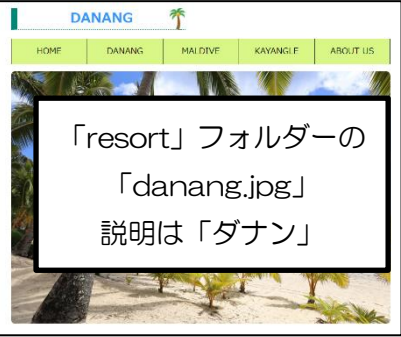 DANANG
HOME DANANG MALDIVE KAYANGLE ABOUT US
「resort」フォルダーの
「danang.jpg」
説明は「ダナン」